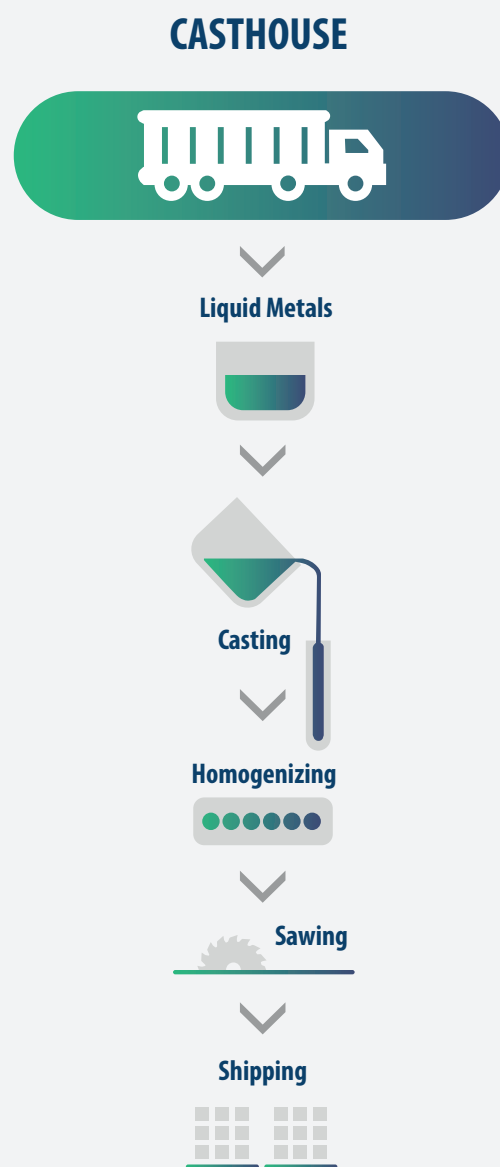 CASTHOUSE
Liquid Metals
Casting
Homogenizing
Sawing
Shipping